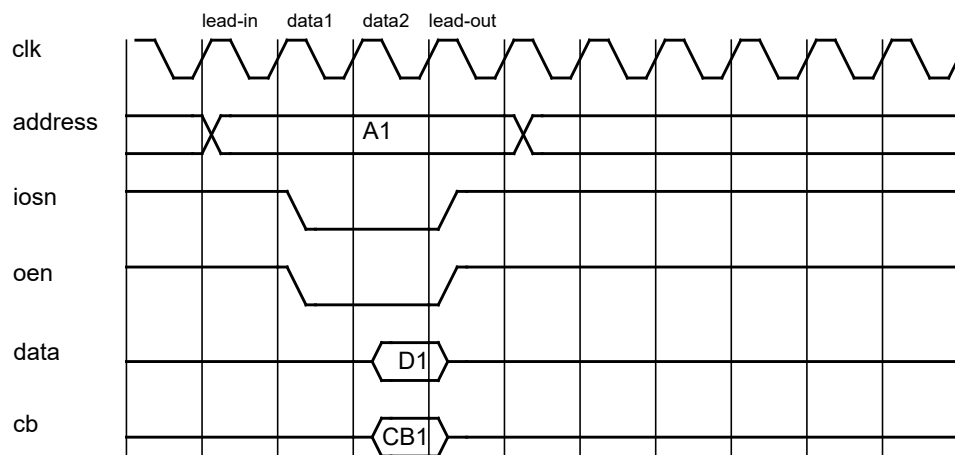 lead-in data1 data2 lead-out
clk
address A1
iosn
oen
data D1
cb CB1